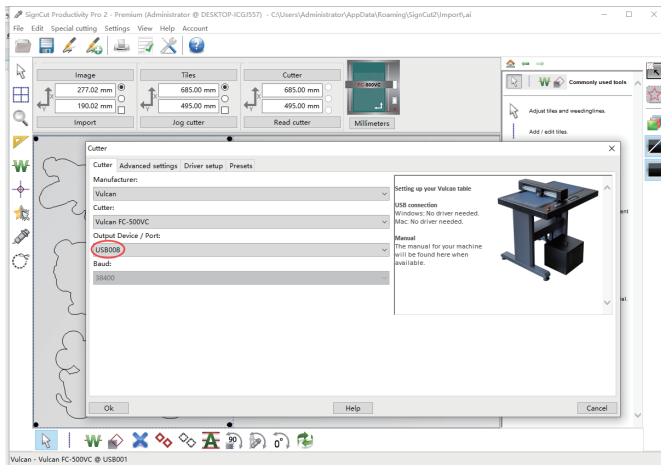 SignCut Productivity Pro 2 - Premium (Administrator @ DESKTOP-ICGJ557) - C:\Users\Administrator\AppData\Roaming\SignCut2\Import\.ai
File Edit Special cutting Settings View Help Account
Image
Tiles
Cutter
277.02 mm
685.00 mm
685.00 mm
190.02 mm
495.00 mm
495.00 mm
Import
Jog cutter
Read cutter
FC-500VC
Millimeters
Commonly used tools
Adjust tiles and weedinglines.
Add / edit tiles.
Cutter
Cutter Advanced settings Driver setup Presets
Manufacturer:
Vulcan
Cutter:
Vulcan FC-500VC
Output Device / Port:
USB008
Baud:
38400
Setting up your Vulcan table
USB connection
Windows: No driver needed.
Mac: No driver needed.
Manual
The manual for your machine
will be found here when
available.
Ok
Help
Cancel
90
0°
Vulcan - Vulcan FC-500VC @ USB001